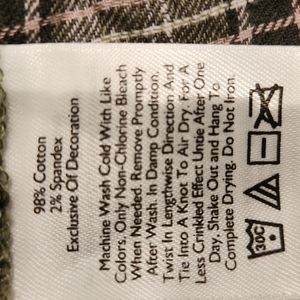 98% Cotton
2% Spandex
Exclusive Of Decoration
Machine Wash Cold With Like
Colors, Only Non-Chlorine Bleach
When Needed. Remove Promptly
After Wash. In Damp Condition,
Twist In Lengthwise Direction And
Tie Into A Knot To Air Dry. For A
Less Crinkled Effect Untie After One
Day, Shake Out and Hang To
Complete Drying. Do Not Iron.
30C